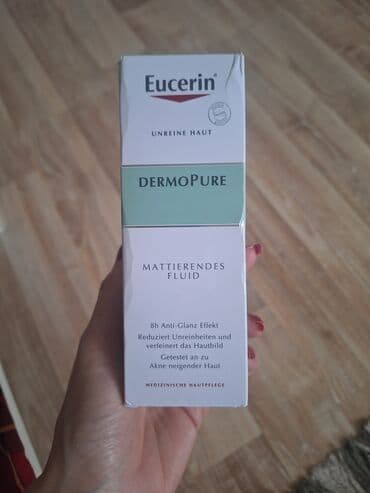 Eucerin®
UNREINE HAUT
DERMOPURE
MATTIERENDES
FLUID
8h Anti-Glanz Effekt
Reduziert Unreinheiten und
verfeinert das Hautbild
Getestet an zu
Akne neigender Haut
MEDIZINISCHE HAUTPFLEGE